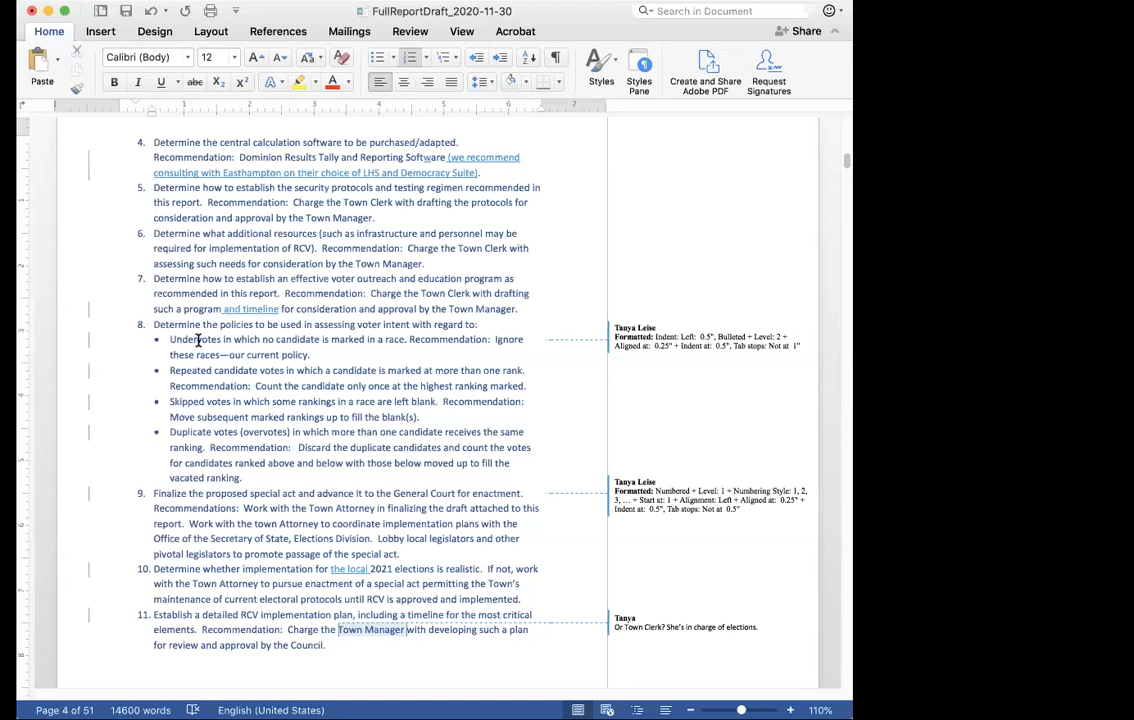 FullReportDraft_2020-11-30
Search in Document
Home Insert Design Layout References Mailings Review View Acrobat
Share
Paste
Calibri (Body) 12
B I U abc X₂ X²
Styles
Styles
Pane
Create and Share
Adobe PDF
Request
Signatures
1 1 2 3 4 5 6 7
4. Determine the central calculation software to be purchased/adapted.
Recommendation: Dominion Results Tally and Reporting Software (we recommend
consulting with Easthampton on their choice of LHS and Democracy Suite).
5. Determine how to establish the security protocols and testing regimen recommended in
this report. Recommendation: Charge the Town Clerk with drafting the protocols for
consideration and approval by the Town Manager.
6. Determine what additional resources (such as infrastructure and personnel may be
required for implementation of RCV). Recommendation: Charge the Town Clerk with
assessing such needs for consideration by the Town Manager.
7. Determine how to establish an effective voter outreach and education program as
recommended in this report. Recommendation: Charge the Town Clerk with drafting
such a program and timeline for consideration and approval by the Town Manager.
8. Determine the policies to be used in assessing voter intent with regard to:
• Undervotes in which no candidate is marked in a race. Recommendation: Ignore
these races—our current policy.
• Repeated candidate votes in which a candidate is marked at more than one rank.
Recommendation: Count the candidate only once at the highest ranking marked.
• Skipped votes in which some rankings in a race are left blank. Recommendation:
Move subsequent marked rankings up to fill the blank(s).
• Duplicate votes (overvotes) in which more than one candidate receives the same
ranking. Recommendation: Discard the duplicate candidates and count the votes
for candidates ranked above and below with those below moved up to fill the
vacated ranking.
9. Finalize the proposed special act and advance it to the General Court for enactment.
Recommendations: Work with the Town Attorney in finalizing the draft attached to this
report. Work with the town Attorney to coordinate implementation plans with the
Office of the Secretary of State, Elections Division. Lobby local legislators and other
pivotal legislators to promote passage of the special act.
10. Determine whether implementation for the local 2021 elections is realistic. If not, work
with the Town Attorney to pursue enactment of a special act permitting the Town's
maintenance of current electoral protocols until RCV is approved and implemented.
11. Establish a detailed RCV implementation plan, including a timeline for the most critical
elements. Recommendation: Charge the Town Manager with developing such a plan
for review and approval by the Council.
Tanya Leise
Formatted: Indent: Left: 0.5", Bulleted + Level: 2 +
Aligned at: 0.25" + Indent at: 0.5", Tab stops: Not at 1"
Tanya Leise
Formatted: Numbered + Level: 1 + Numbering Style: 1, 2,
3, … + Start at: 1 + Alignment: Left + Aligned at: 0.25" +
Indent at: 0.5", Tab stops: Not at 0.5"
Tanya
Or Town Clerk? She's in charge of elections.
Page 4 of 51 14600 words English (United States) 110%